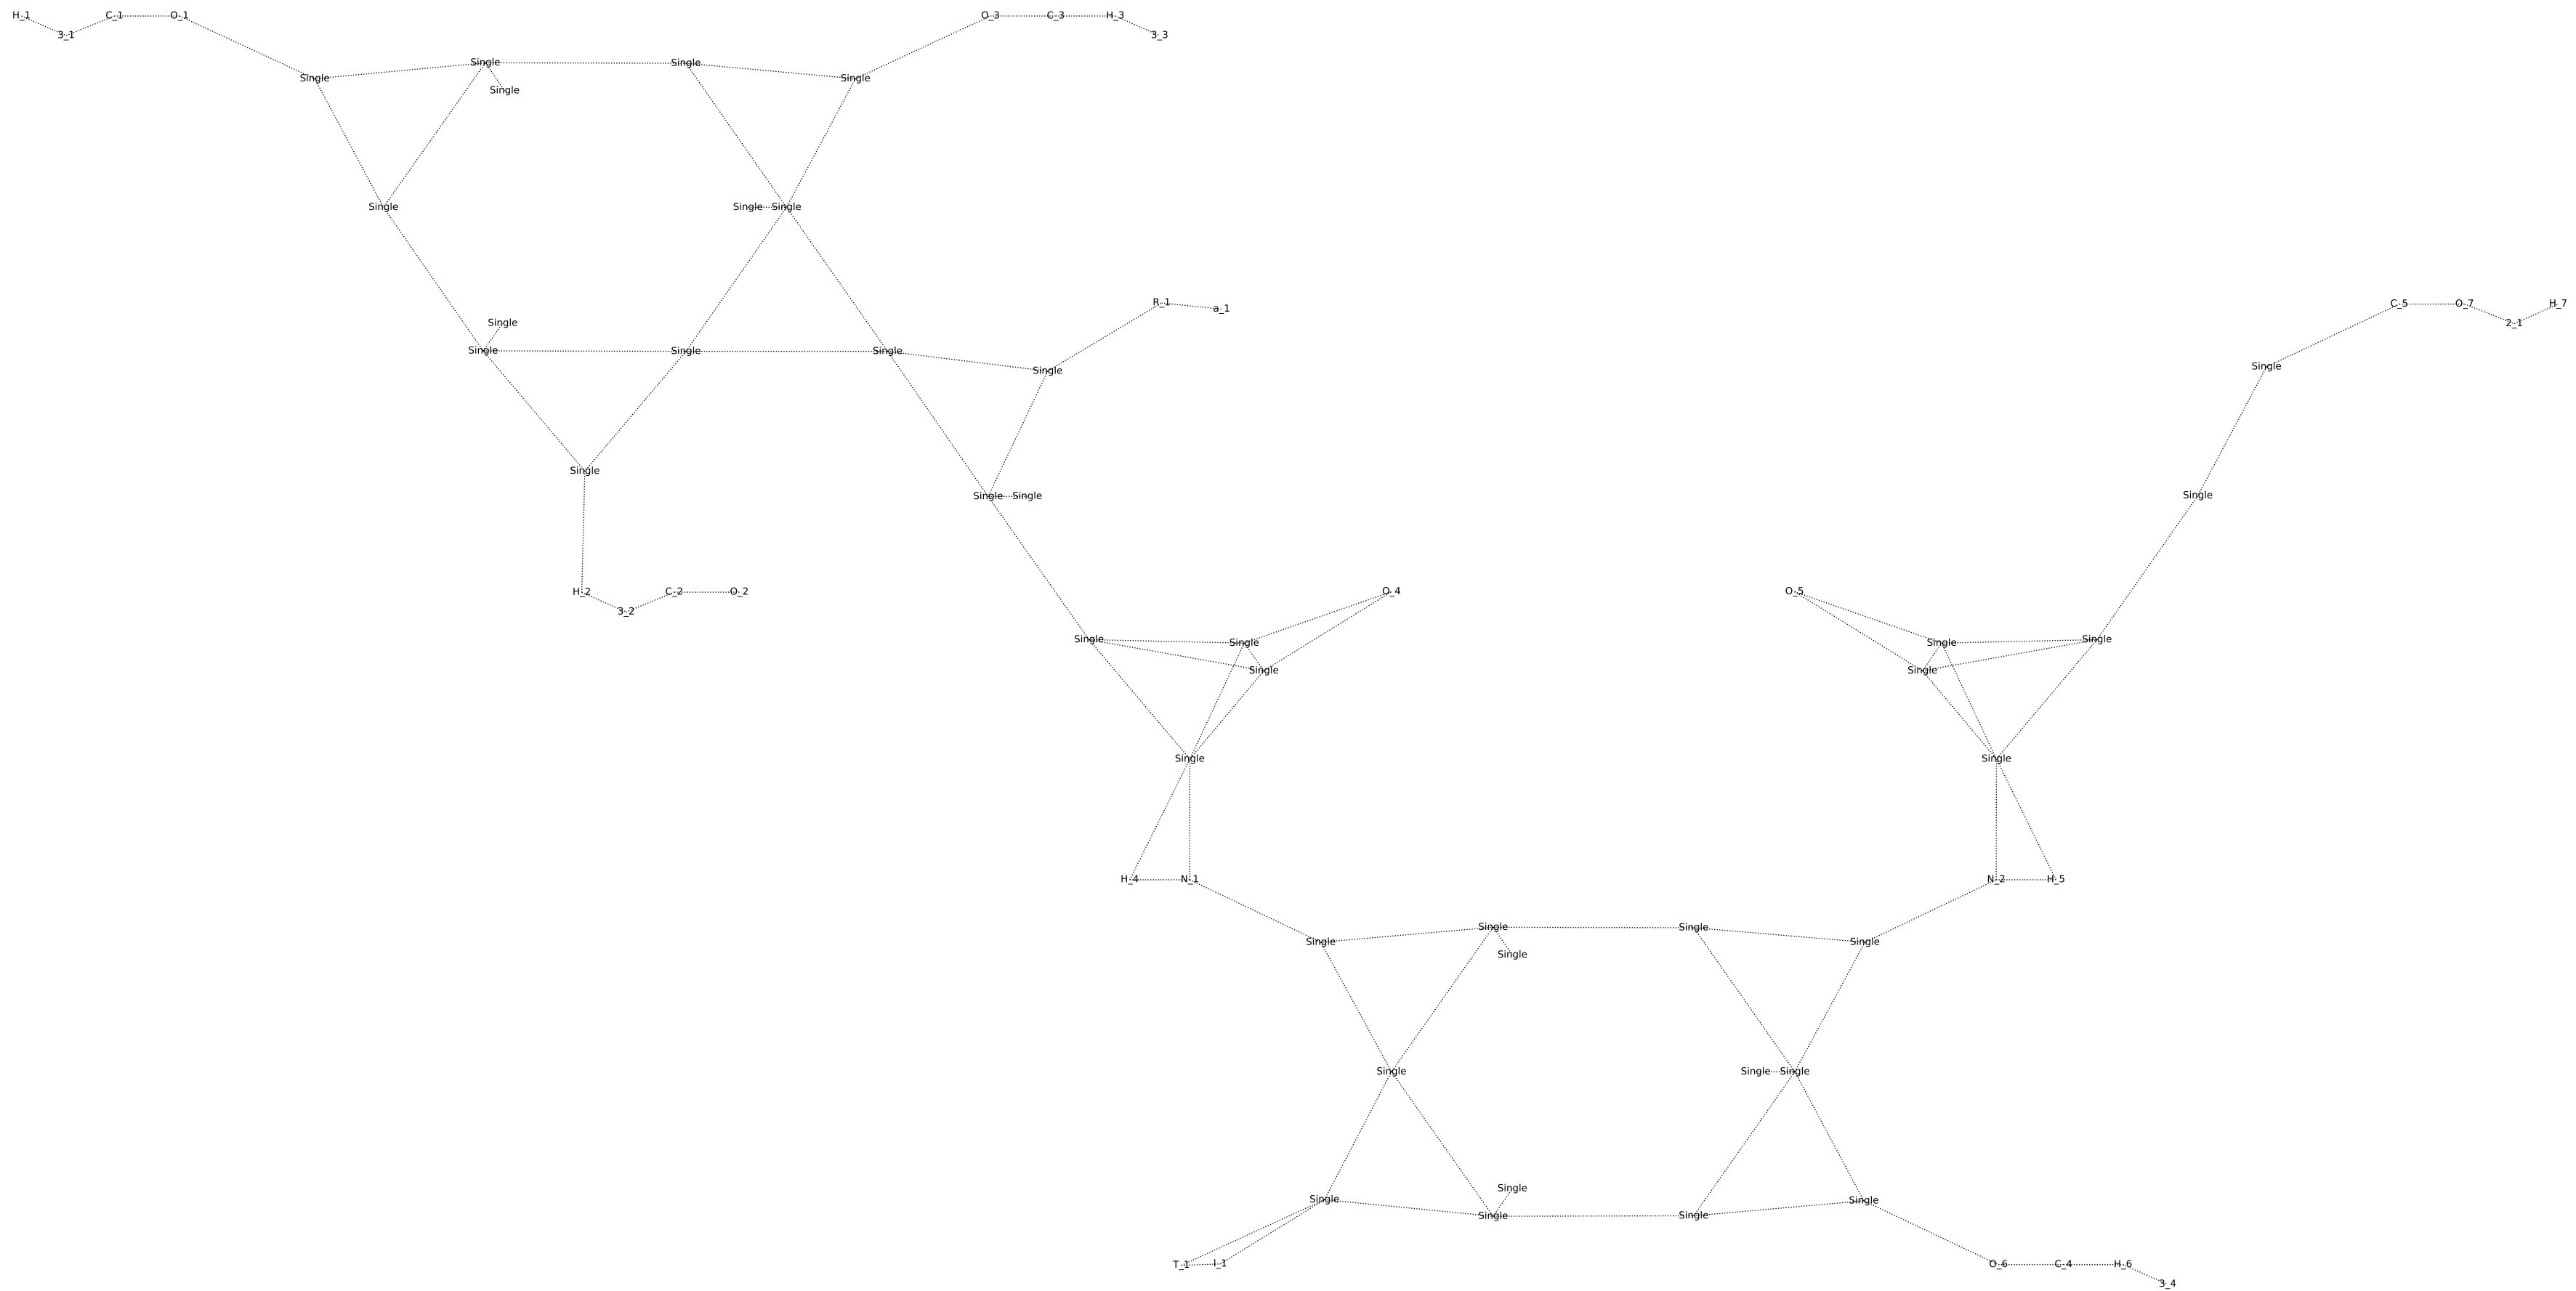 H_1 C_1 O_1 O_3 C_3 H_3
3_1 3_3
Single Single
Single Single
Single
Single Single Single
R_1 a_1 C_5 O_7 H_7
2_1
Single
Single Single Single
Single
Single
Single
Single Single Single
H_2 C_2 O_2 O_4 O_5
3_2
Single Single Single Single
Single Single
Single Single
H_4 N_1 N_2 H_5
Single Single
Single Single
Single
Single Single Single
Single
Single Single
Single Single
T_1 I_1 O_6 C_4 H_6
3_4